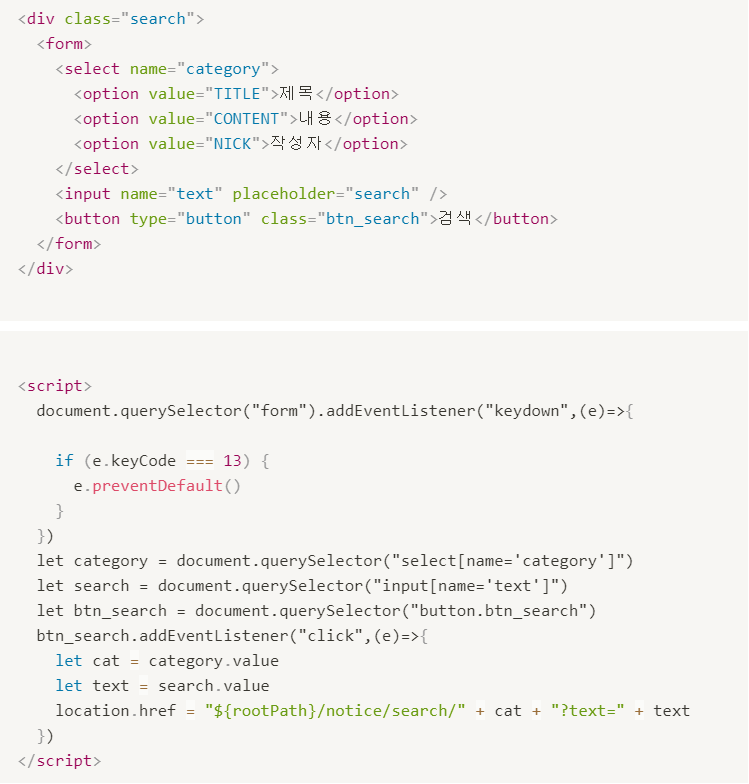 <div class="search">
<form>
<select name="category">
<option value="TITLE">제목</option>
<option value="CONTENT">내용</option>
<option value="NICK">작성자</option>
</select>
<input name="text" placeholder="search" />
<button type="button" class="btn_search">검색</button>
</form>
</div>
<script>
document.querySelector("form").addEventListener("keydown",(e)=>{
if (e.keyCode === 13) {
e.preventDefault()
}
})
let category = document.querySelector("select[name='category']")
let search = document.querySelector("input[name='text']")
let btn_search = document.querySelector("button.btn_search")
btn_search.addEventListener("click",(e)=>{
let cat = category.value
let text = search.value
location.href = "${rootPath}/notice/search/" + cat + "?text=" + text
})
</script>